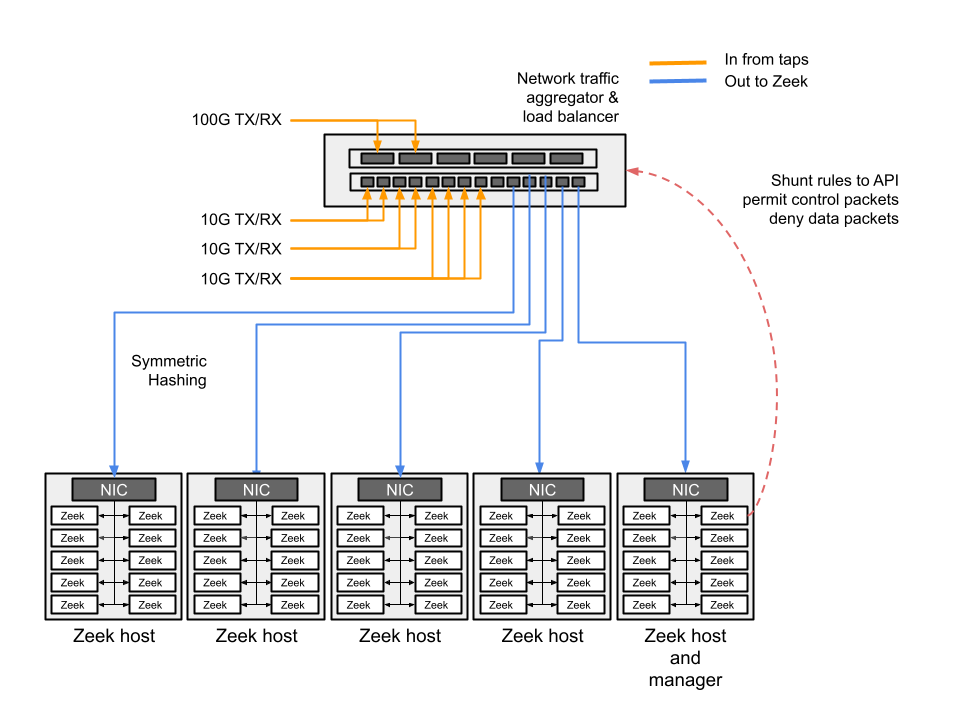 In from taps
Out to Zeek
Network traffic
aggregator &
load balancer
100G TX/RX
Shunt rules to API
permit control packets
deny data packets
10G TX/RX
10G TX/RX
10G TX/RX
Symmetric
Hashing
NIC NIC NIC NIC NIC
Zeek Zeek Zeek Zeek Zeek Zeek Zeek Zeek Zeek Zeek
Zeek Zeek Zeek Zeek Zeek Zeek Zeek Zeek Zeek Zeek
Zeek Zeek Zeek Zeek Zeek Zeek Zeek Zeek Zeek Zeek
Zeek Zeek Zeek Zeek Zeek Zeek Zeek Zeek Zeek Zeek
Zeek Zeek Zeek Zeek Zeek Zeek Zeek Zeek Zeek Zeek
Zeek host
Zeek host
Zeek host
Zeek host
Zeek host
and
manager